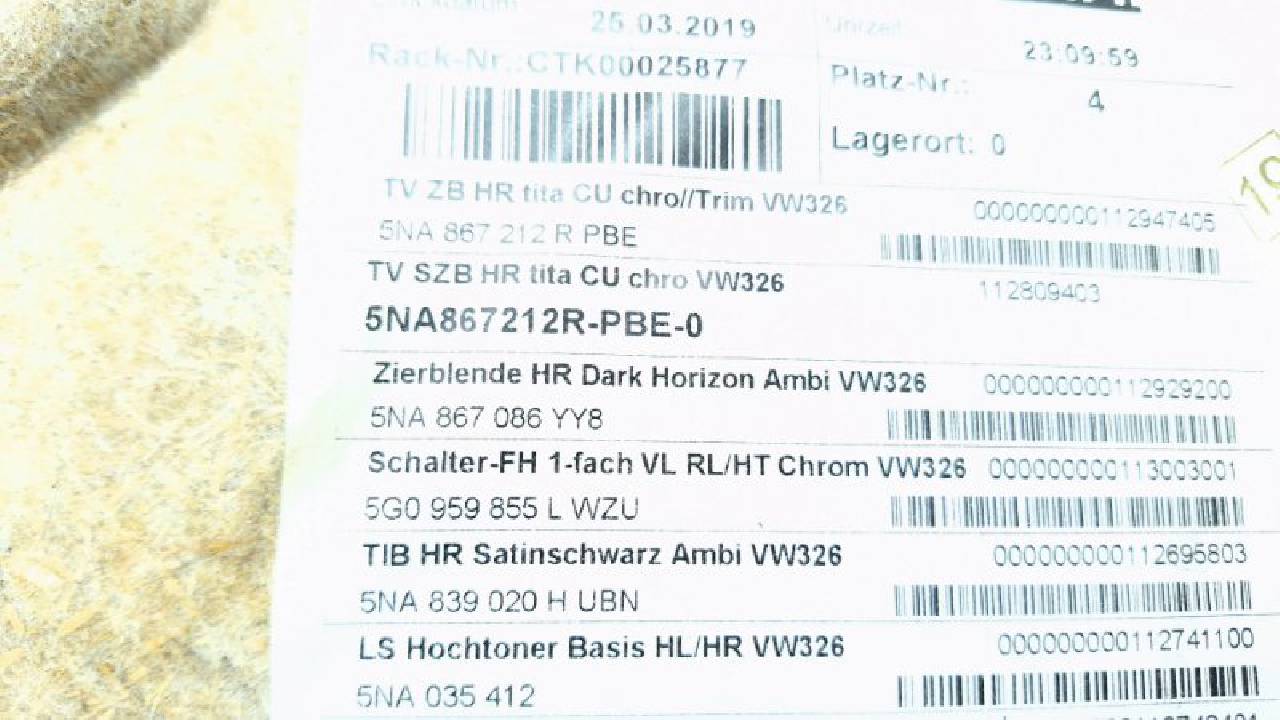 25.03.2019
Uhrzeit
23:09:59
Rack-Nr.:CTK00025877
Platz-Nr.:
4
Lagerort: 0
19
TV ZB HR tita CU chro//Trim VW326
000000000112947405
5NA 867 212 R PBE
TV SZB HR tita CU chro VW326
112809403
5NA867212R-PBE-0
Zierblende HR Dark Horizon Ambi VW326
000000000112929200
5NA 867 086 YY8
Schalter-FH 1-fach VL RL/HT Chrom VW326
000000000113003001
5G0 959 855 L WZU
TIB HR Satinschwarz Ambi VW326
000000000112695803
5NA 839 020 H UBN
LS Hochtoner Basis HL/HR VW326
000000000112741100
5NA 035 412